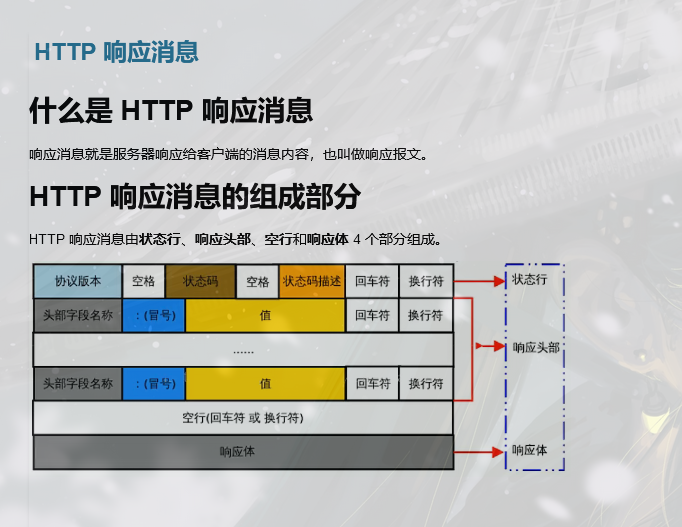 HTTP 响应消息
什么是 HTTP 响应消息
响应消息就是服务器响应给客户端的消息内容，也叫做响应报文。
HTTP 响应消息的组成部分
HTTP 响应消息由状态行、响应头部、空行和响应体 4 个部分组成。
协议版本 空格 状态码 空格 状态码描述 回车符 换行符 状态行
头部字段名称 ：(冒号) 值 回车符 换行符
...... 响应头部
头部字段名称 ：(冒号) 值 回车符 换行符
空行(回车符 或 换行符)
响应体 响应体